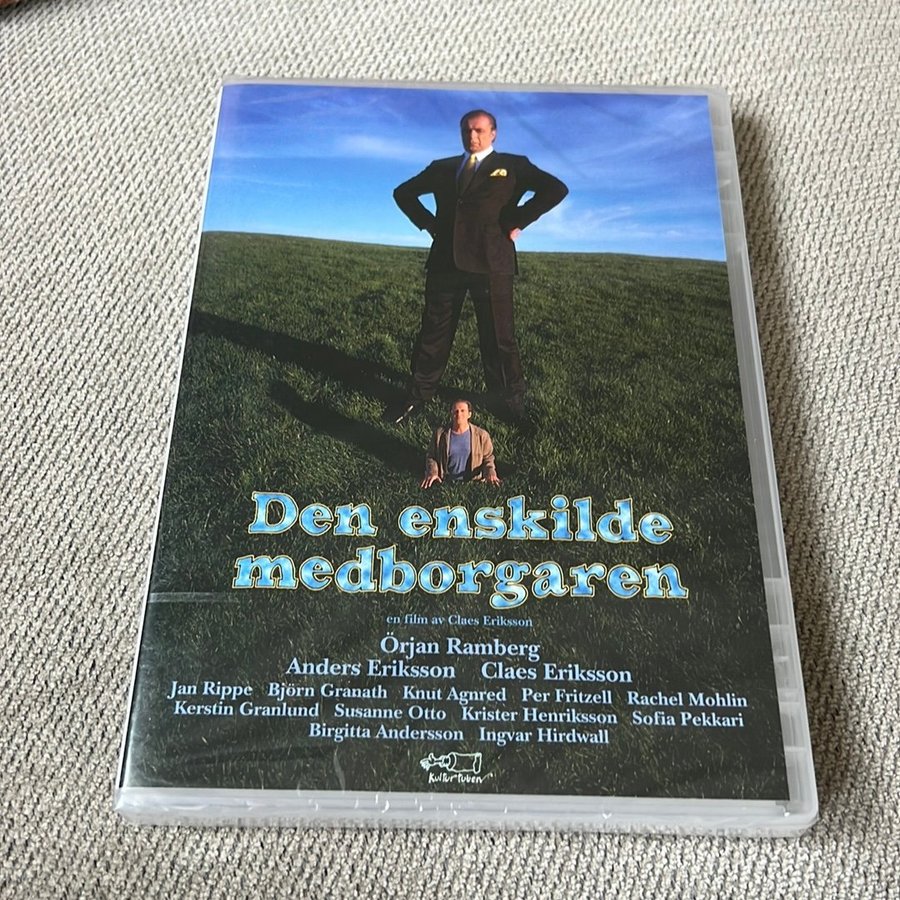 Den enskilde
medborgaren
en film av Claes Eriksson
Örjan Ramberg
Anders Eriksson Claes Eriksson
Jan Rippe Björn Granath Knut Agnred Per Fritzell Rachel Mohlin
Kerstin Granlund Susanne Otto Krister Henriksson Sofia Pekkari
Birgitta Andersson Ingvar Hirdwall
Kulturtuben